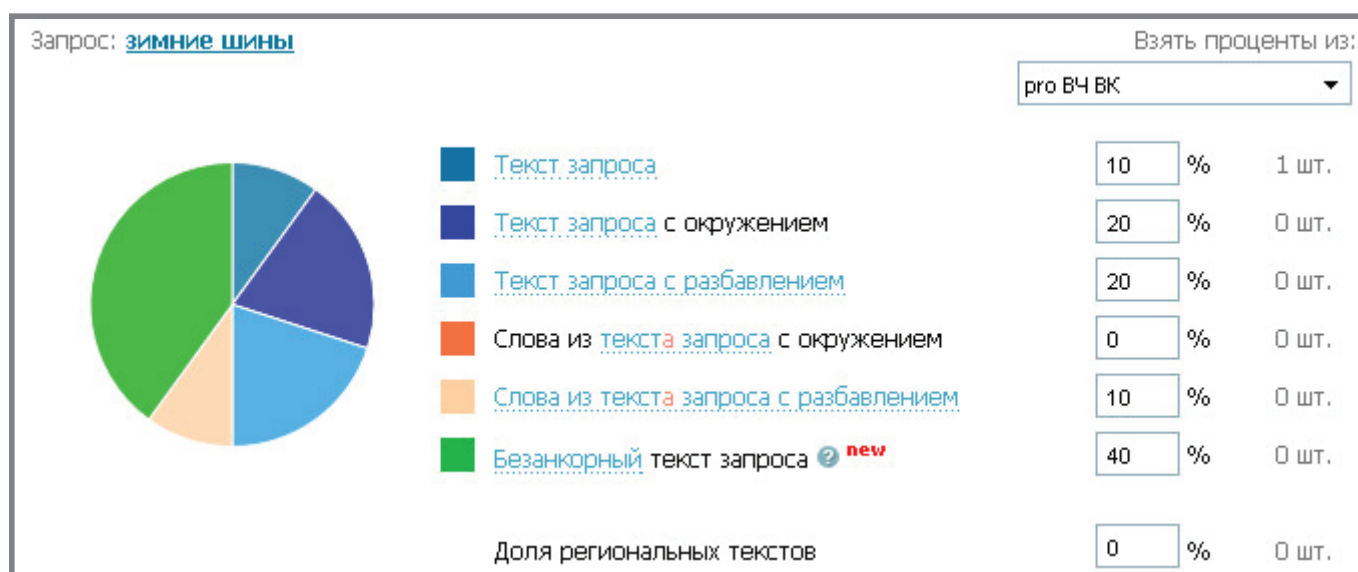 Запрос: зимние шины
Взять проценты из:
pro ВЧ ВК
Текст запроса 10 % 1 шт.
Текст запроса с окружением 20 % 0 шт.
Текст запроса с разбавлением 20 % 0 шт.
Слова из текста запроса с окружением 0 % 0 шт.
Слова из текста запроса с разбавлением 10 % 0 шт.
Безанкорный текст запроса ? new 40 % 0 шт.
Доля региональных текстов 0 % 0 шт.